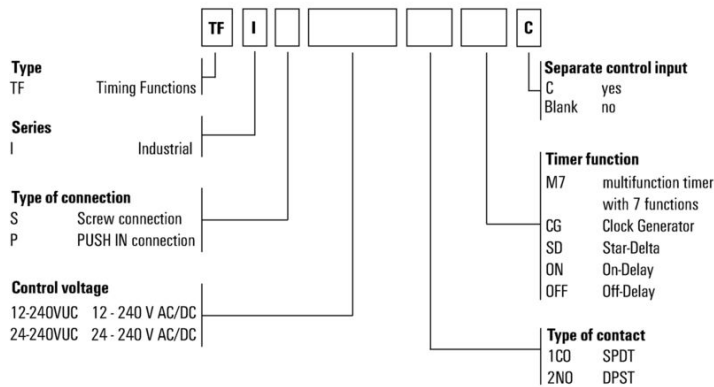 TF I C
Type
TF Timing Functions
Series
I Industrial
Type of connection
S Screw connection
P PUSH IN connection
Control voltage
12-240VUC 12 - 240 V AC/DC
24-240VUC 24 - 240 V AC/DC
Separate control input
C yes
Blank no
Timer function
M7 multifunction timer
with 7 functions
CG Clock Generator
SD Star-Delta
ON On-Delay
OFF Off-Delay
Type of contact
1CO SPDT
2NO DPST